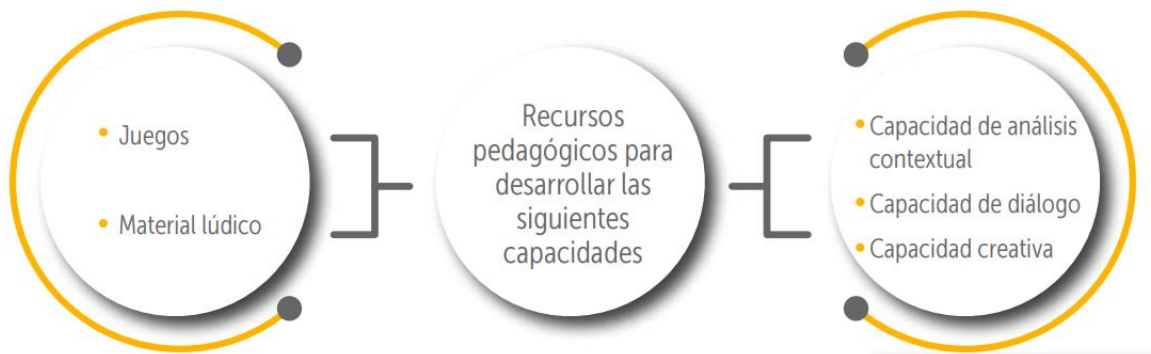 • Juegos
• Material lúdico
Recursos
pedagógicos para
desarrollar las
siguientes
capacidades
• Capacidad de análisis
contextual
• Capacidad de diálogo
• Capacidad creativa